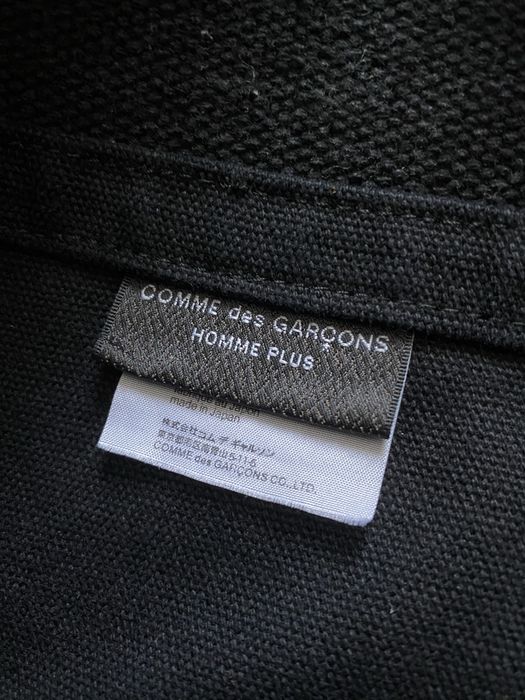 COMME des GARÇONS
HOMME PLUS
made in Japan
株式会社コム デ ギャルソン
東京都港区南青山5-11-5
COMME des GARÇONS CO., LTD.